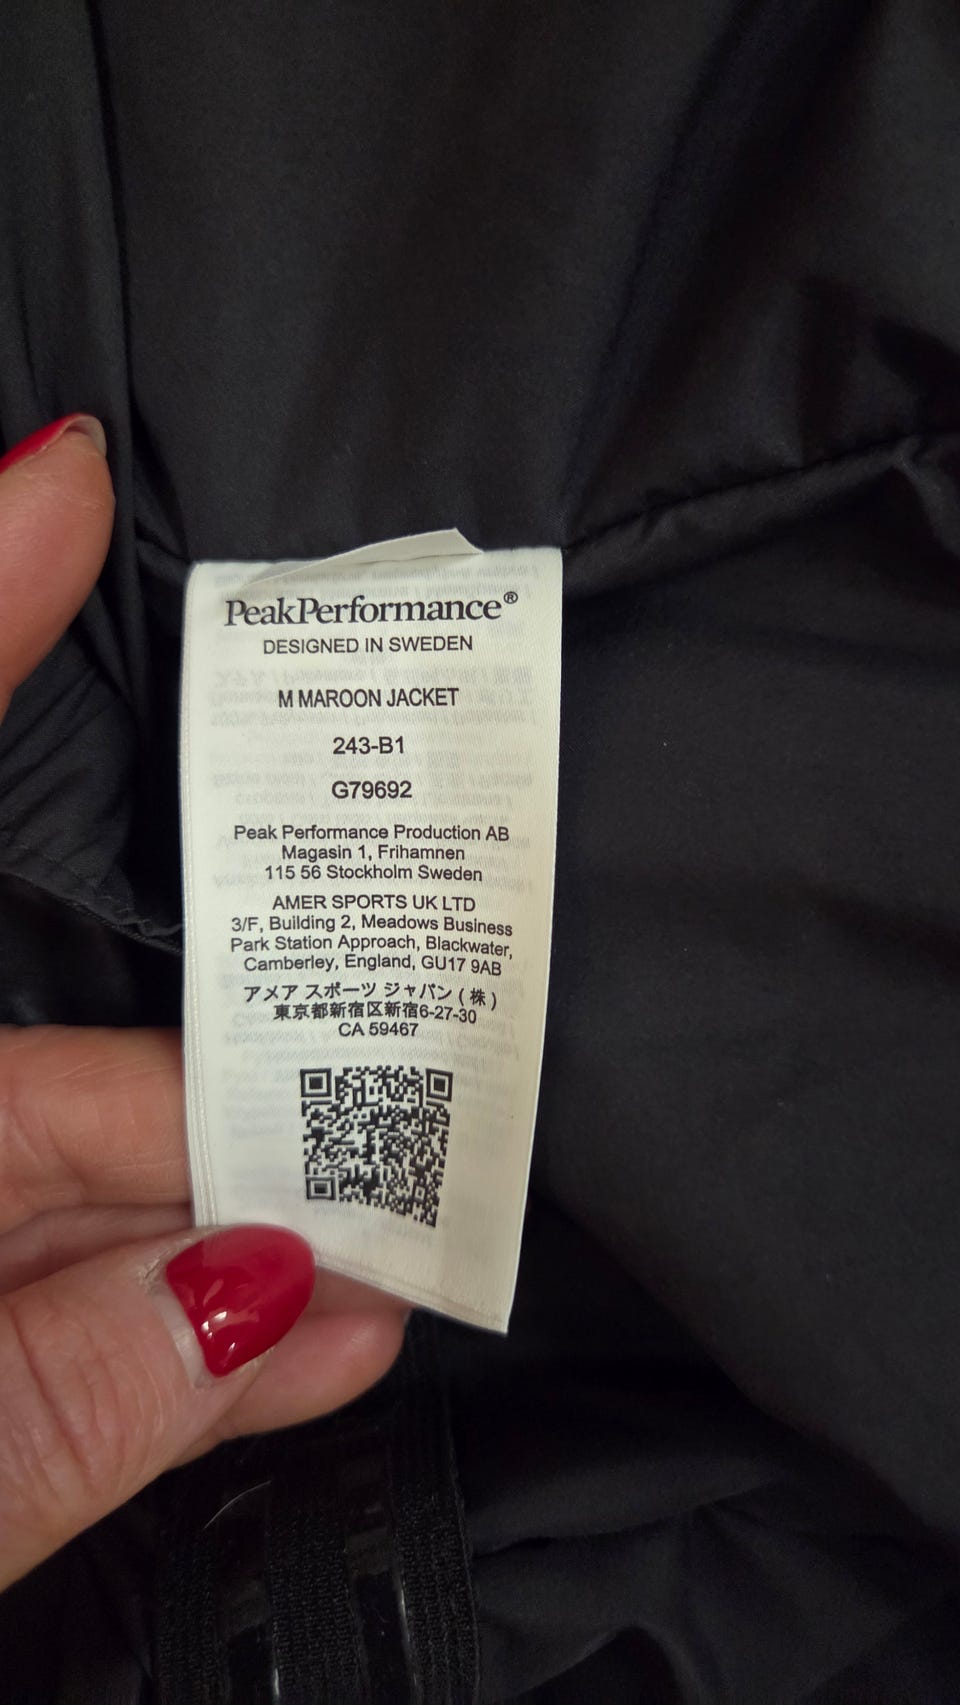 PeakPerformance®
DESIGNED IN SWEDEN
M MAROON JACKET
243-B1
G79692
Peak Performance Production AB
Magasin 1, Frihamnen
115 56 Stockholm Sweden
AMER SPORTS UK LTD
3/F, Building 2, Meadows Business
Park Station Approach, Blackwater,
Camberley, England, GU17 9AB
アメア スポーツ ジャパン ( 株 )
東京都新宿区新宿6-27-30
CA 59467